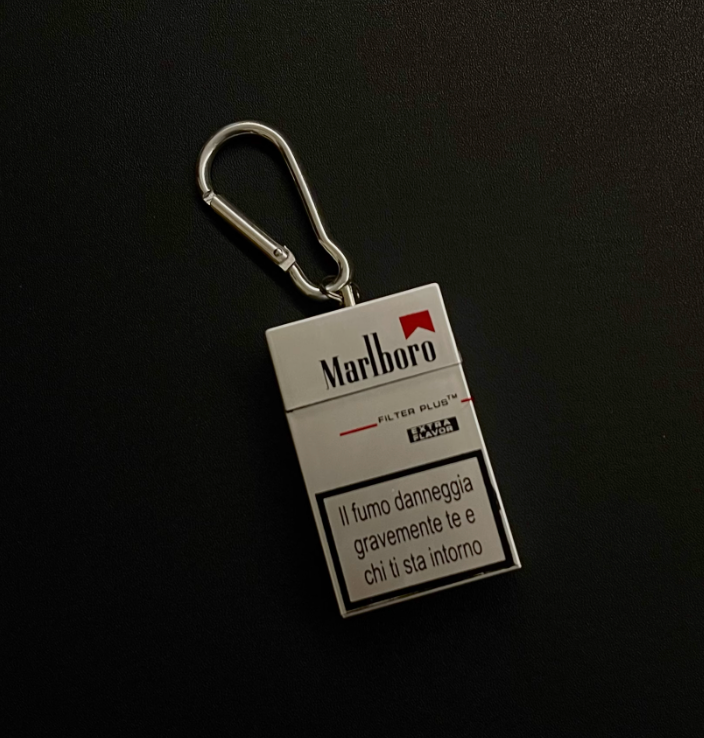 Marlboro
FILTER PLUS™
EXTRA
FLAVOR
Il fumo danneggia
gravemente te e
chi ti sta intorno